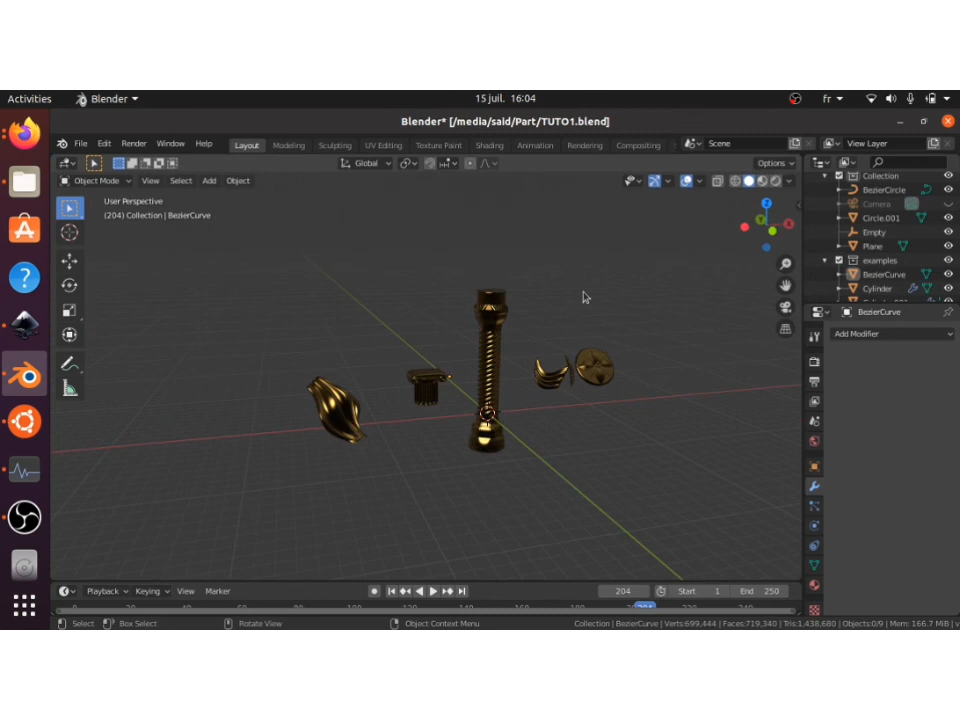 Activities Blender 15 juil. 16:04 fr
Blender* [/media/said/Part/TUTO1.blend]
File Edit Render Window Help Layout Modeling Sculpting UV Editing Texture Paint Shading Animation Rendering Compositing Scene View Layer
Global Options
Object Mode View Select Add Object
User Perspective
(204) Collection | BezierCurve
Z
Y
X
Collection
BezierCircle
Camera
Circle.001
Empty
Plane
examples
BezierCurve
Cylinder
BezierCurve
Add Modifier
Playback Keying View Marker 204 Start 1 End 250
204
Select Box Select Rotate View Object Context Menu Collection | BezierCurve | Verts:699,444 | Faces:719,340 | Tris:1,438,680 | Objects:0/9 | Mem: 166.7 MiB | v